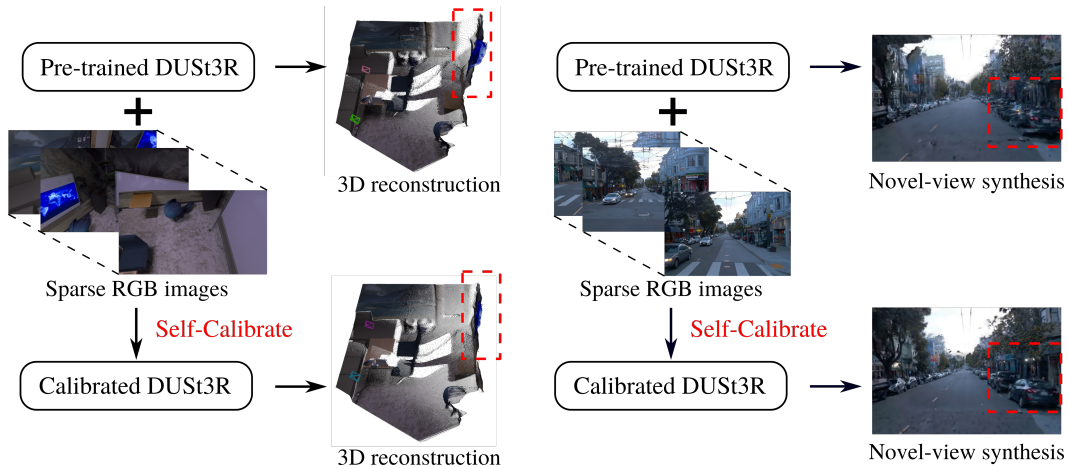 Pre-trained DUSt3R
+
Sparse RGB images
Self-Calibrate
Calibrated DUSt3R
3D reconstruction
3D reconstruction
Pre-trained DUSt3R
+
Sparse RGB images
Self-Calibrate
Calibrated DUSt3R
Novel-view synthesis
Novel-view synthesis